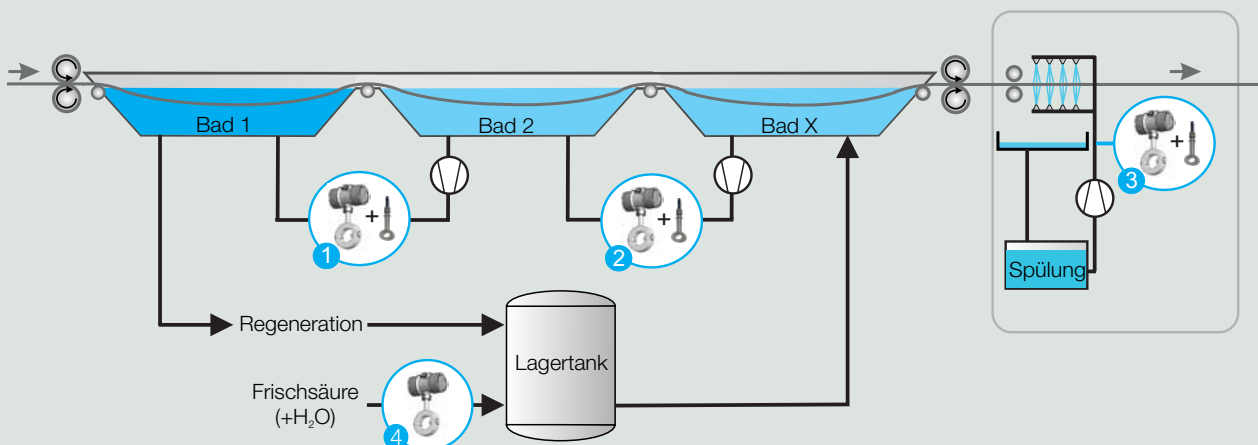 Bad 1
Bad 2
Bad X
+
1
+
2
+
3
Spülung
Regeneration
Lagertank
Frischsäure
(+H₂O)
4